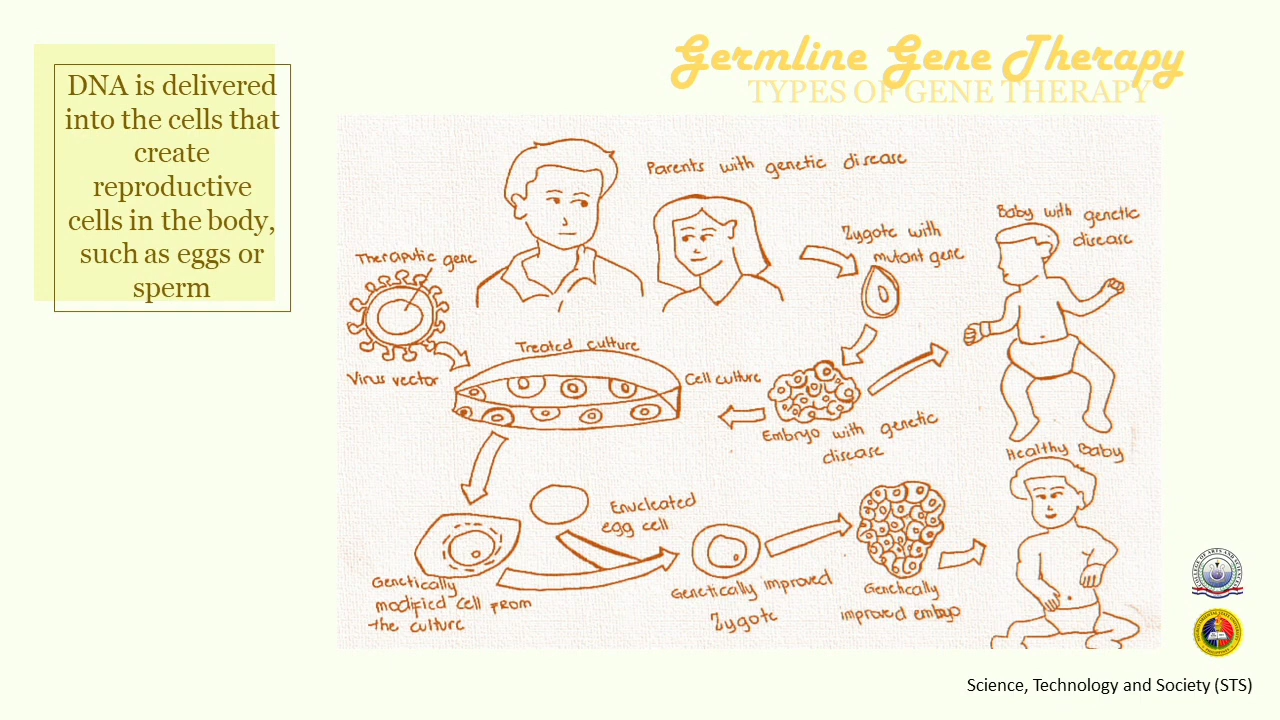 Germline Gene Therapy
TYPES OF GENE THERAPY
DNA is delivered
into the cells that
create
reproductive
cells in the body,
such as eggs or
sperm
Parents with genetic disease
Baby with genetic
disease
Zygote with
mutant gene
Theraputic gene
Virus vector
Treated culture
Cell culture
Embryo with genetic
disease
Healthy Baby
Enucleated
egg cell
Genetically
modified cell from
the culture
Genetically improved
Zygote
Genetically
improved embryo
Science, Technology and Society (STS)